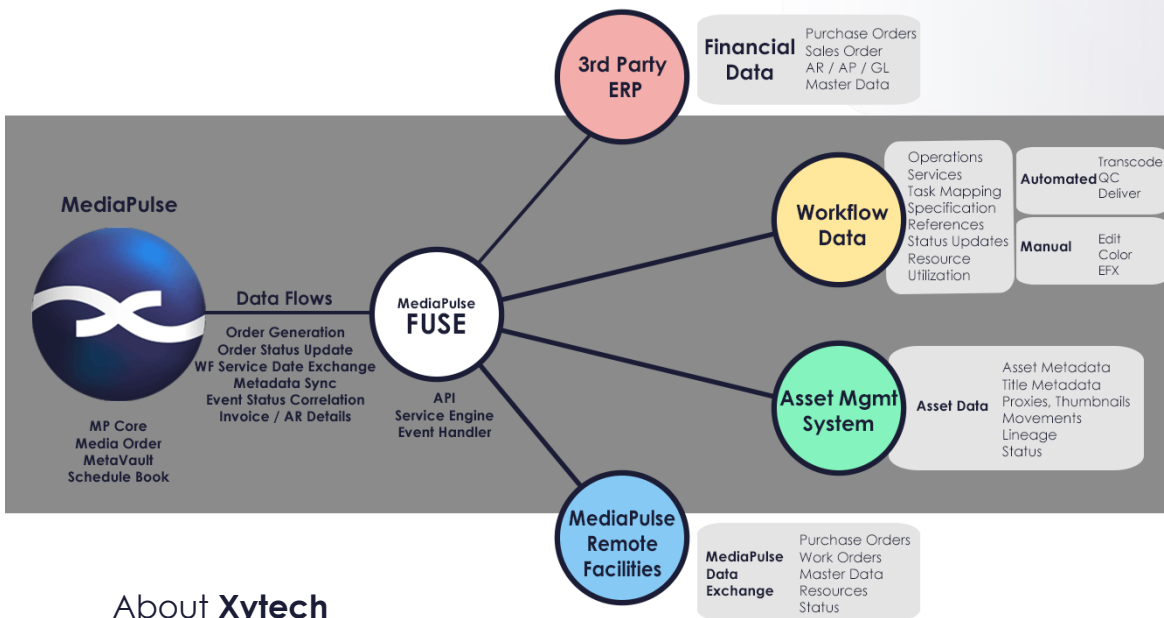 3rd Party
ERP
Financial
Data
Purchase Orders
Sales Order
AR / AP / GL
Master Data
MediaPulse
MP Core
Media Order
MetaVault
Schedule Book
Data Flows
Order Generation
Order Status Update
WF Service Date Exchange
Metadata Sync
Event Status Correlation
Invoice / AR Details
MediaPulse
FUSE
API
Service Engine
Event Handler
Workflow
Data
Operations
Services
Task Mapping
Specification
References
Status Updates
Resource
Utilization
Automated
Transcode
QC
Deliver
Manual
Edit
Color
EFX
Asset Mgmt
System
Asset Data
Asset Metadata
Title Metadata
Proxies, Thumbnails
Movements
Lineage
Status
MediaPulse
Remote
Facilities
MediaPulse
Data
Exchange
Purchase Orders
Work Orders
Master Data
Resources
Status
About Xytech